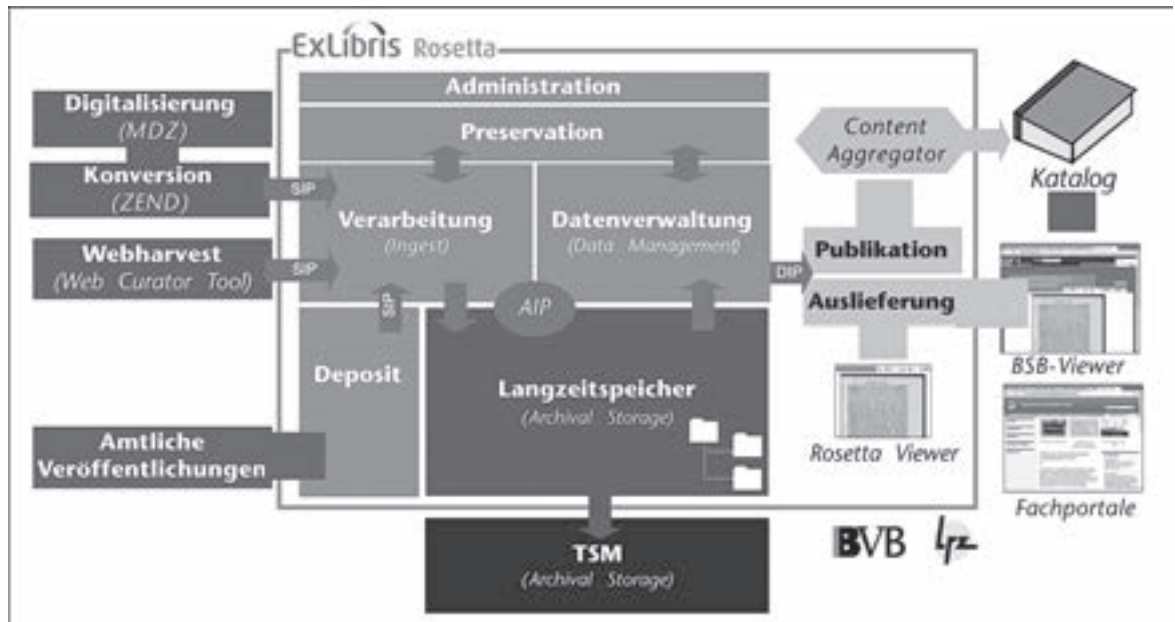 ExLibris Rosetta
Administration
Preservation
Digitalisierung
(MDZ)
Konversion
(ZEND)
SIP
Webharvest
(Web Curator Tool)
SIP
Verarbeitung
(Ingest)
Datenverwaltung
(Data Management)
SIP
AIP
DIP
Deposit
Langzeitspeicher
(Archival Storage)
Amtliche
Veröffentlichungen
TSM
(Archival Storage)
Content
Aggregator
Publikation
Auslieferung
Rosetta Viewer
Katalog
BSB-Viewer
Fachportale
BVB
lrz